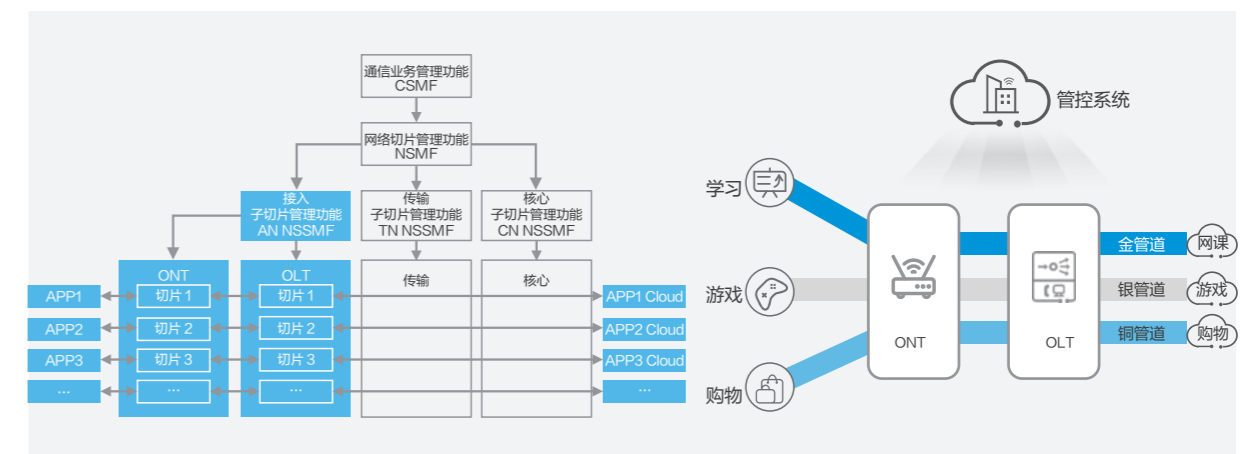 通信业务管理功能
CSMF
网络切片管理功能
NSMF
接入
子切片管理功能
AN NSSMF
传输
子切片管理功能
TN NSSMF
核心
子切片管理功能
CN NSSMF
ONT
OLT
传输
核心
APP1
切片 1
切片 1
APP1 Cloud
APP2
切片 2
切片 2
APP2 Cloud
APP3
切片 3
切片 3
APP3 Cloud
…
…
…
…
管控系统
学习
游戏
购物
ONT
OLT
金管道
网课
银管道
游戏
铜管道
购物